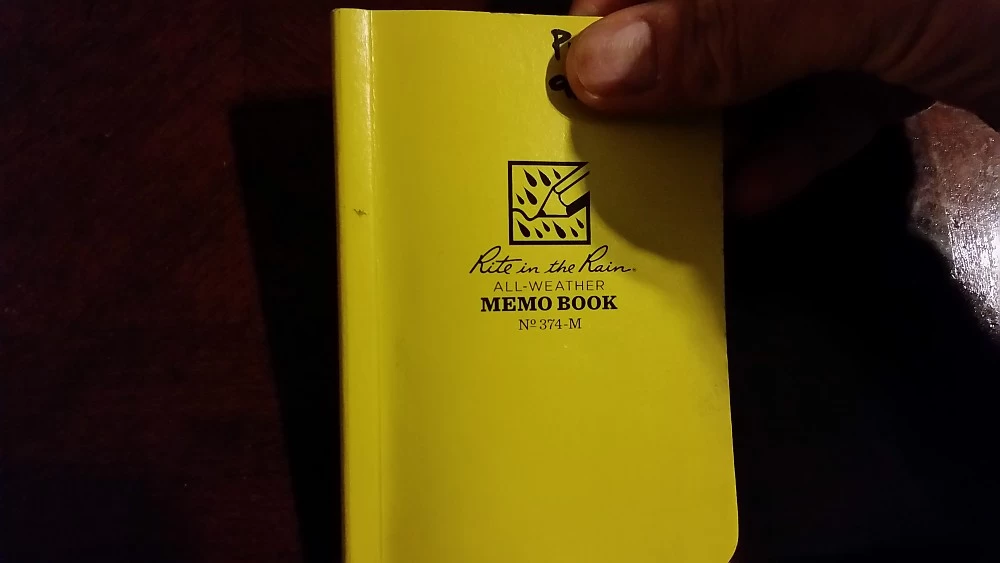 Rite in the Rain.
ALL-WEATHER
MEMO BOOK
Nº 374-M